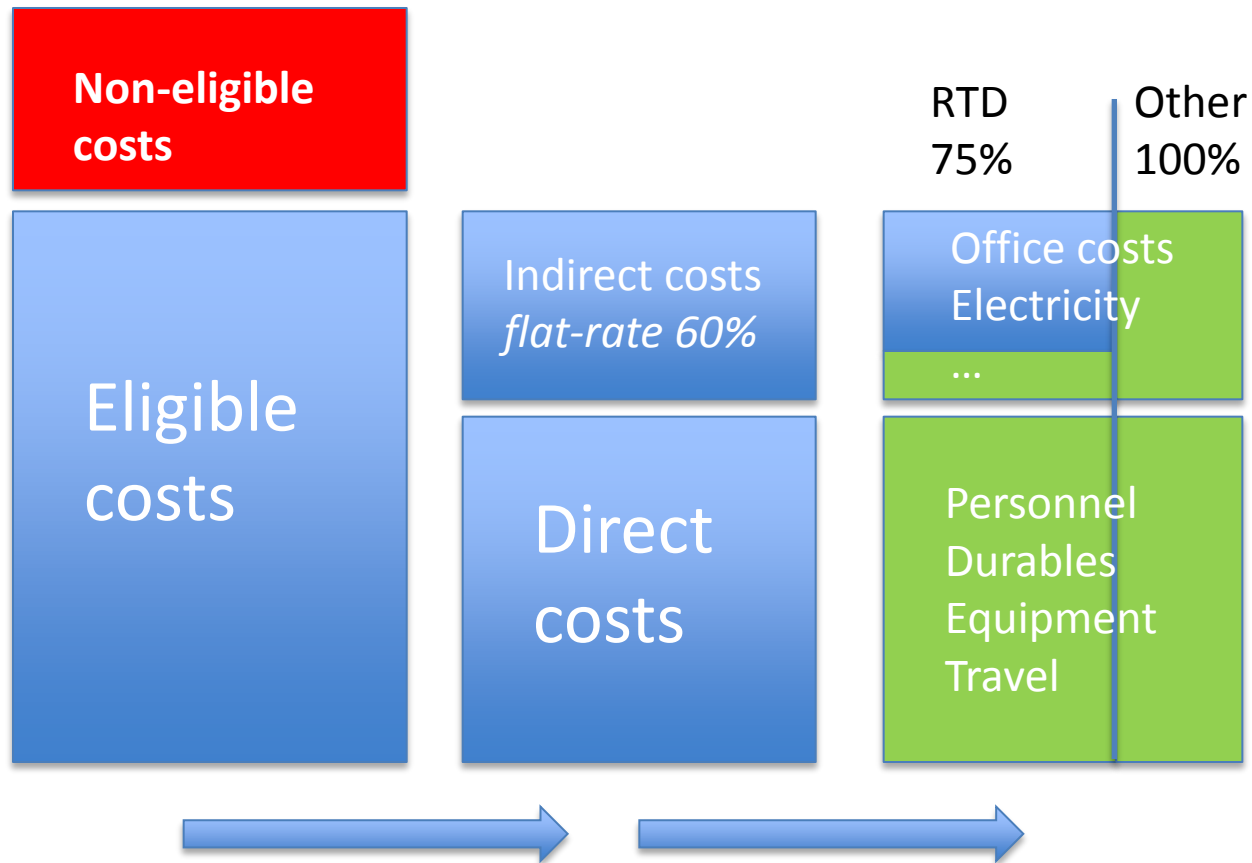 Non-eligible
costs
Eligible
costs
Indirect costs
flat-rate 60%
Direct
costs
RTD
75%
Other
100%
Office costs
Electricity
...
Personnel
Durables
Equipment
Travel